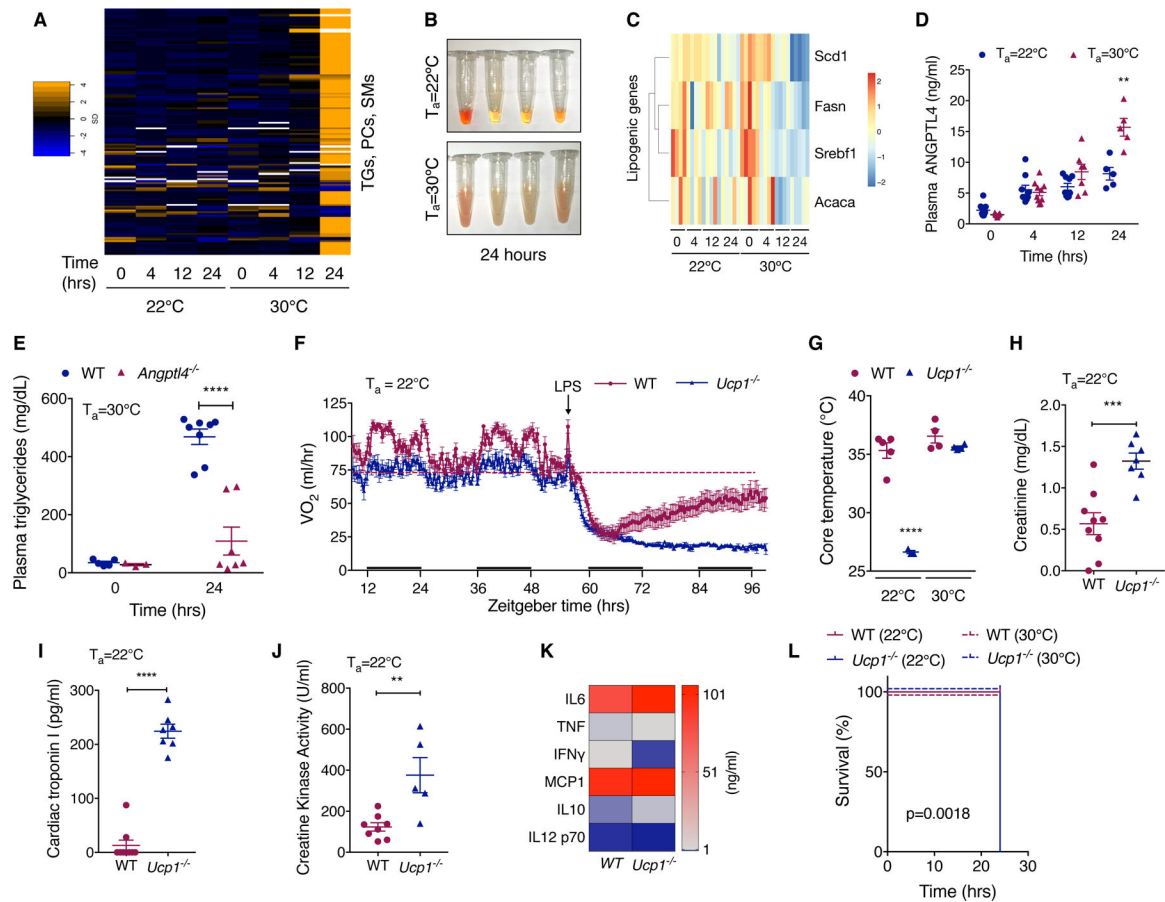 A
4
2
0
-2
-4
SD
TGs, PCs, SMs
Time
(hrs)
0 4 12 24 0 4 12 24
22°C 30°C
B
Ta=22°C
Ta=30°C
24 hours
C
Lipogenic genes
Scd1
Fasn
Srebf1
Acaca
2
1
0
-1
-2
0 4 12 24 0 4 12 24
22°C 30°C
D
Ta=22°C Ta=30°C
Plasma ANGPTL4 (ng/ml)
25
20
15
10
5
0
**
0 4 12 24
Time (hrs)
E
WT Angptl4-/-
Ta=30°C
****
Plasma triglycerides (mg/dL)
600
400
200
0
0 24
Time (hrs)
F
Ta = 22°C
LPS
WT Ucp1-/-
VO2 (ml/hr)
125
100
75
50
25
0
12 24 36 48 60 72 84 96
Zeitgeber time (hrs)
G
WT Ucp1-/-
Core temperature (°C)
35
30
25
****
22°C 30°C
H
Ta=22°C
***
Creatinine (mg/dL)
2.0
1.5
1.0
0.5
0.0
WT Ucp1-/-
I
Ta=22°C
****
Cardiac troponin I (pg/ml)
300
200
100
0
WT Ucp1-/-
J
Ta=22°C
**
Creatine Kinase Activity (U/ml)
800
600
400
200
0
WT Ucp1-/-
K
IL6
TNF
IFNγ
MCP1
IL10
IL12 p70
WT Ucp1-/-
101
51
1
(ng/ml)
WT (22°C) WT (30°C)
Ucp1-/- (22°C) Ucp1-/- (30°C)
L
Survival (%)
100
50
0
p=0.0018
0 10 20 30
Time (hrs)